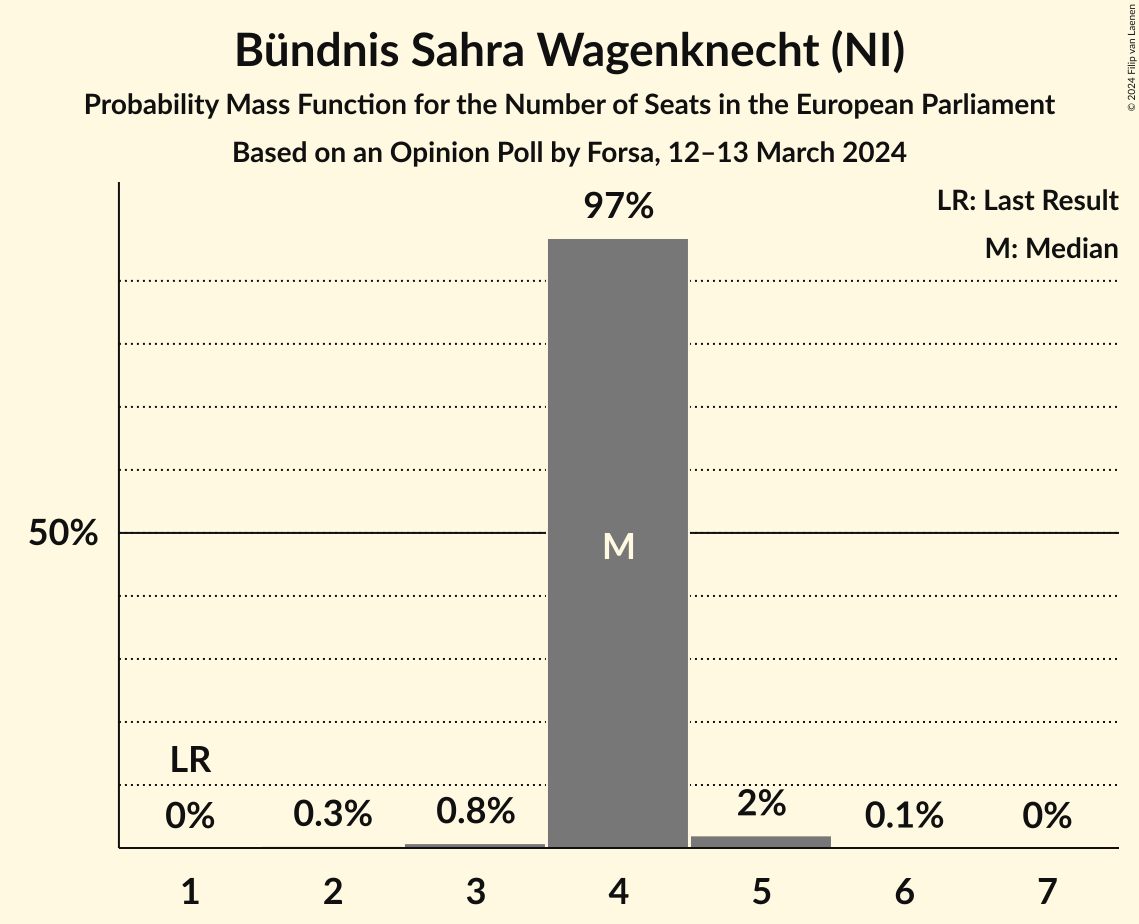 Bündnis Sahra Wagenknecht (NI)
Probability Mass Function for the Number of Seats in the European Parliament
Based on an Opinion Poll by Forsa, 12–13 March 2024
© 2024 Filip van Laenen
LR: Last Result
M: Median
97%
50%
M
LR
0%
0.3%
0.8%
2%
0.1%
0%
1 2 3 4 5 6 7